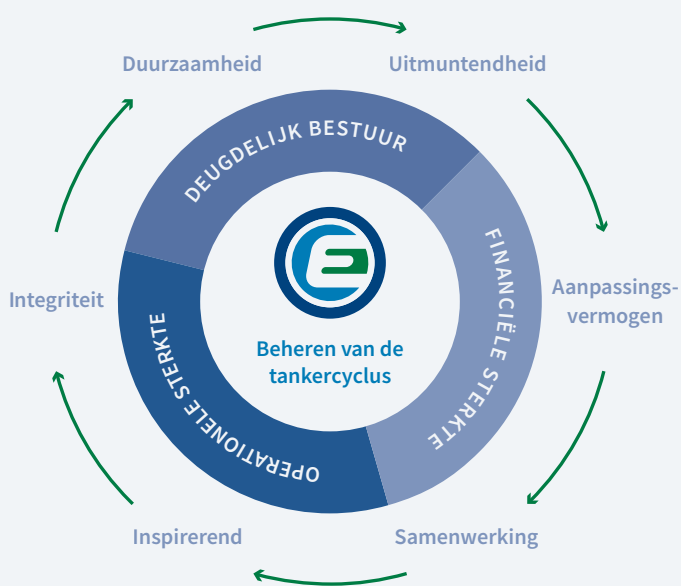 Duurzaamheid
Uitmuntendheid
DEUGDELIJK BESTUUR
FINANCIËLE STERKTE
Integriteit
Aanpassings-
vermogen
Beheren van de
tankercyclus
OPERATIONELE STERKTE
Inspirerend
Samenwerking